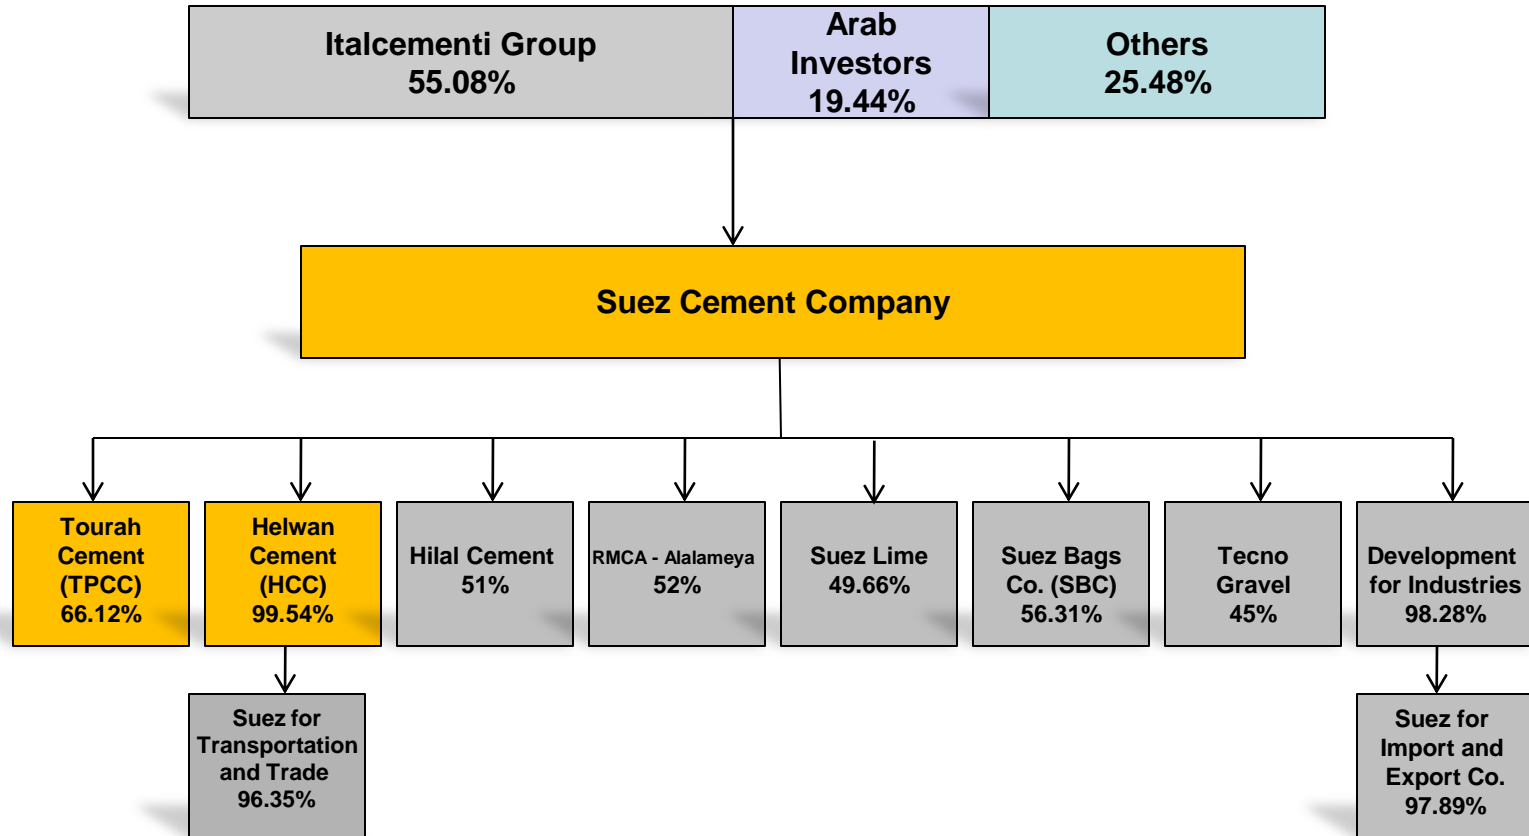 Italcementi Group
55.08%
Arab
Investors
19.44%
Others
25.48%
Suez Cement Company
Tourah
Cement
(TPCC)
66.12%
Helwan
Cement
(HCC)
99.54%
Hilal Cement
51%
RMCA - Alalameya
52%
Suez Lime
49.66%
Suez Bags
Co. (SBC)
56.31%
Tecno
Gravel
45%
Development
for Industries
98.28%
Suez for
Transportation
and Trade
96.35%
Suez for
Import and
Export Co.
97.89%